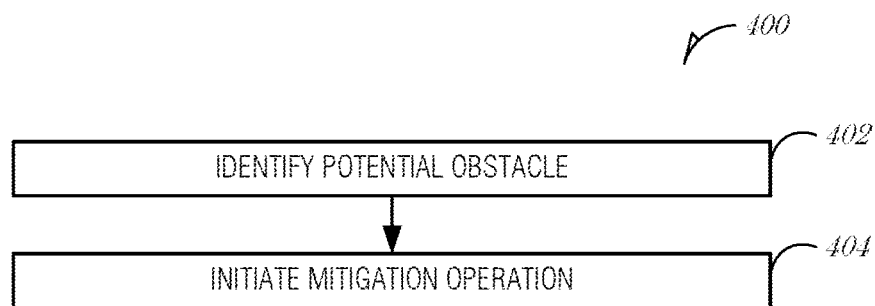 400
402
IDENTIFY POTENTIAL OBSTACLE
404
INITIATE MITIGATION OPERATION